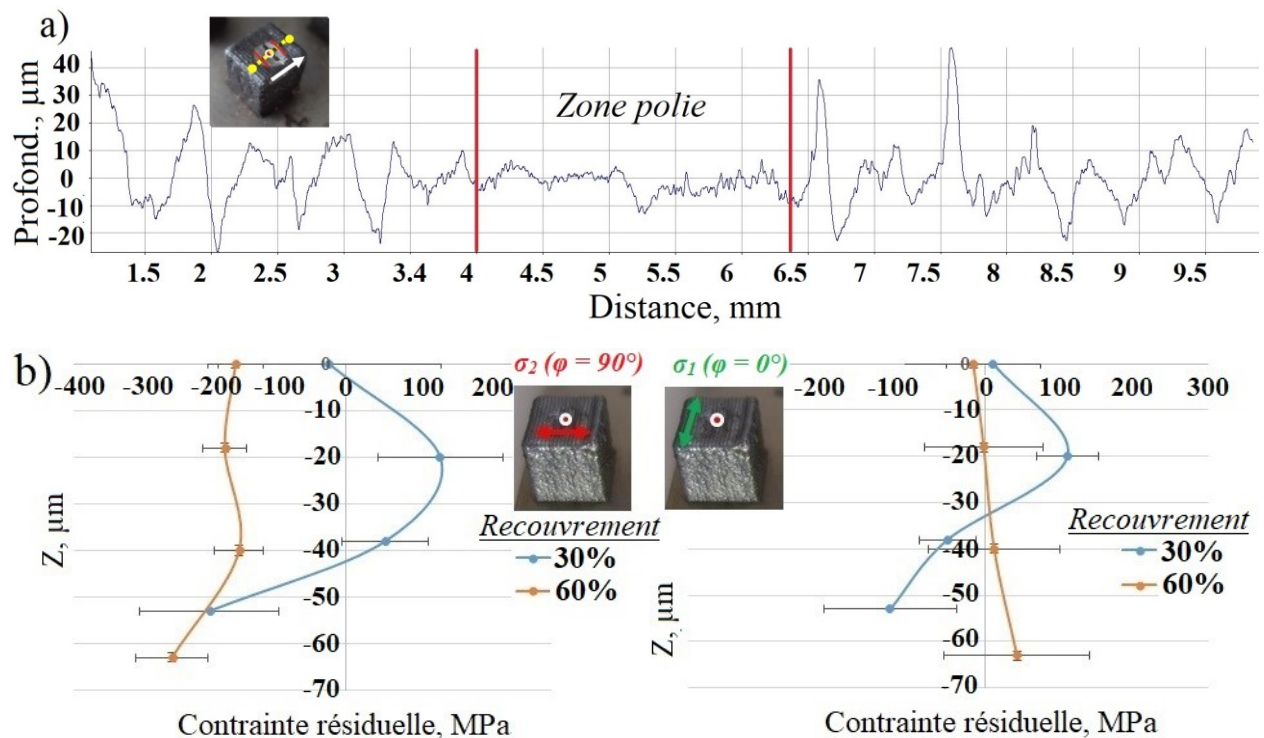 a)
Profond., µm
40
30
20
10
0
-10
-20
Zone polie
1.5 2 2.5 3 3.4 4 4.5 5 5.5 6 6.5 7 7.5 8 8.5 9 9.5
Distance, mm
b)
σ2 (φ = 90°)
σ1 (φ = 0°)
-400 -300 -200 -100 0 100 200
0
-10
-20
-30
-40
-50
-60
-70
Z, µm
Recouvrement
30%
60%
Contrainte résiduelle, MPa
-200 -100 0 100 200 300
0
-10
-20
-30
-40
-50
-60
-70
Z, µm
Recouvrement
30%
60%
Contrainte résiduelle, MPa